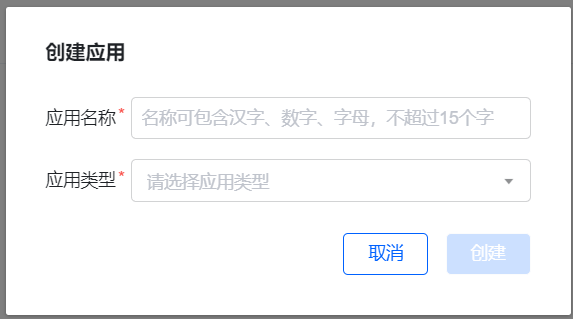 创建应用
应用名称*
名称可包含汉字、数字、字母，不超过15个字
应用类型*
请选择应用类型
取消
创建